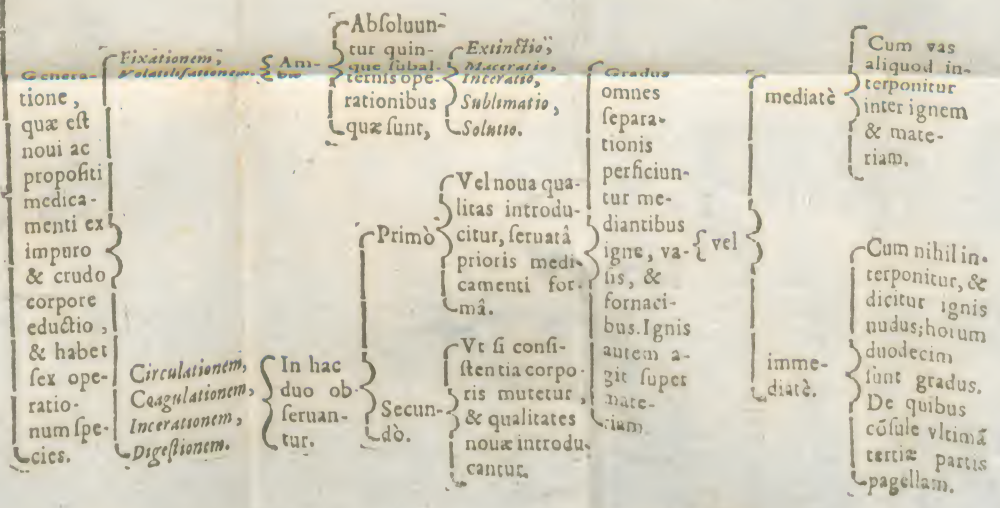 Genera-
tione,
quæ eſt
noui ac
propoſiti
medica-
menti ex
impuro
& crudo
corpore
eductio,
& habet
ſex ope-
ratio-
num ſpe-
cies.
Fixationem,
Volatiliſationem.
Circulationem,
Coagulationem,
Incerationem,
Digeſtionem.
Am-
bæ
Abſoluun-
tur quin-
que ſubal-
ternis ope-
rationibus
quæ ſunt,
Extinctio,
Maceratio,
Inceratio,
Sublimatio,
Solutio.
In hac
duo ob-
ſeruan-
tur.
Primò
Vel noua qua-
litas introdu-
citur, ſeruatâ
prioris medi-
camenti for-
mâ.
Secun-
dò.
Vt ſi conſi-
ſtentia corpo-
ris mutetur,
& qualitates
nouæ introdu-
cantur.
Gradus
omnes
ſepara-
tionis
perficiun-
tur me-
diantibus
igne, va-
ſis, &
fornaci-
bus. Ignis
autem a-
git ſuper
mate-
riam.
vel
mediatè
Cum vas
aliquod in-
terponitur
inter ignem
& mate-
riam.
imme-
diatè.
Cum nihil in-
terponitur, &
dicitur ignis
nudus; horum
duodecim
ſunt gradus.
De quibus
cõſule vltimã
tertiæ partis
pagellam.